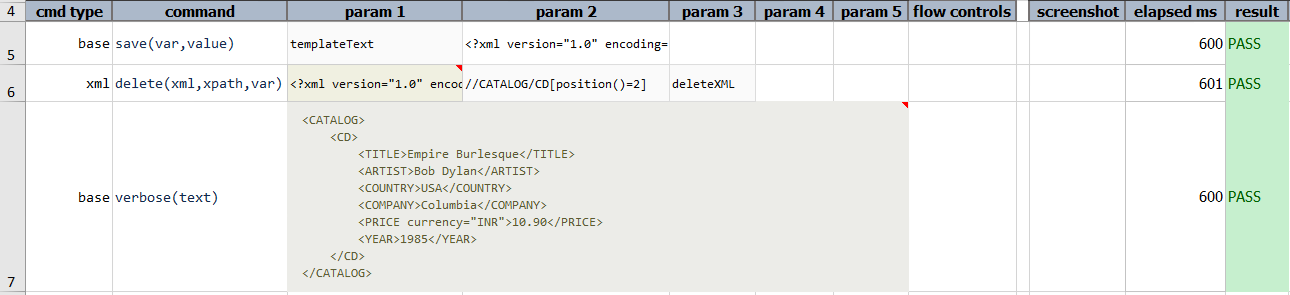 4 cmd type command param 1 param 2 param 3 param 4 param 5 flow controls screenshot elapsed ms result
5 base save(var,value) templateText <?xml version="1.0" encoding= 600 PASS
6 xml delete(xml,xpath,var) <?xml version="1.0" encod //CATALOG/CD[position()=2] deleteXML 601 PASS
<CATALOG>
<CD>
<TITLE>Empire Burlesque</TITLE>
<ARTIST>Bob Dylan</ARTIST>
<COUNTRY>USA</COUNTRY>
7 base verbose(text) <COMPANY>Columbia</COMPANY> 600 PASS
<PRICE currency="INR">10.90</PRICE>
<YEAR>1985</YEAR>
</CD>
</CATALOG>